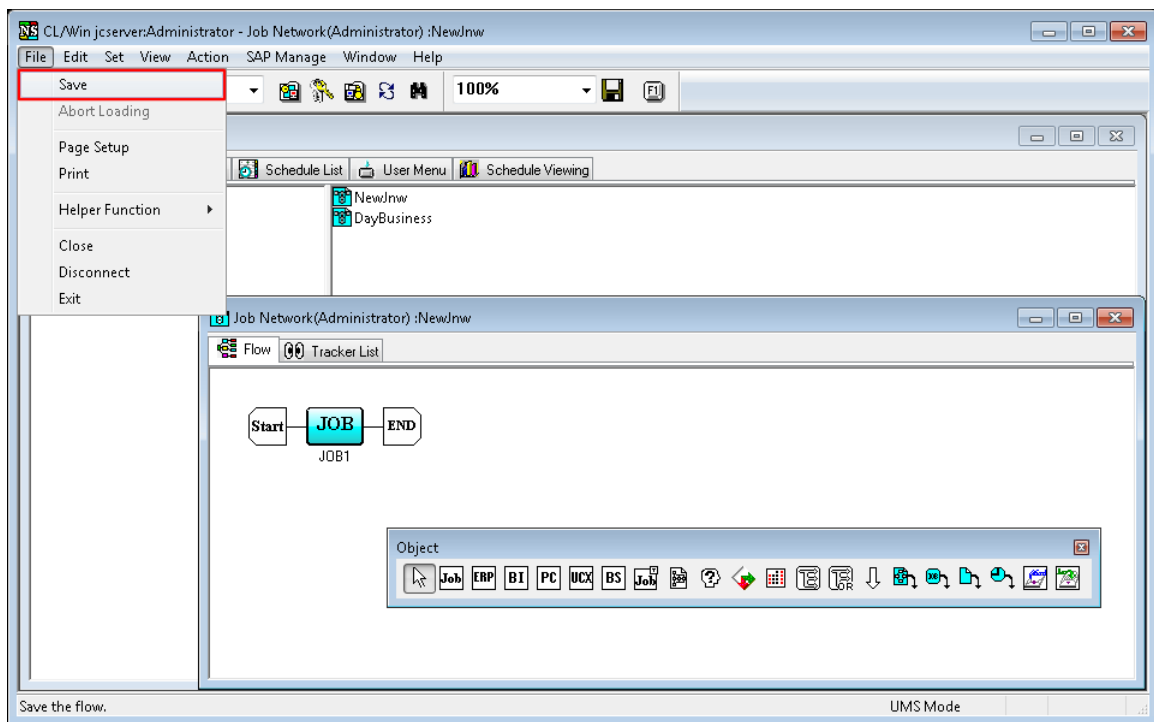 CL/Win jcserver:Administrator - Job Network(Administrator) :NewJnw
File Edit Set View Action SAP Manage Window Help
Save
100%
F1
Abort Loading
Page Setup
Print
Schedule List User Menu Schedule Viewing
NewJnw
Helper Function
DayBusiness
Close
Disconnect
Exit
Job Network(Administrator) :NewJnw
Flow Tracker List
Start JOB END
JOB1
Object
Job ERP BI PC UCX BS Job OR
Save the flow.
UMS Mode